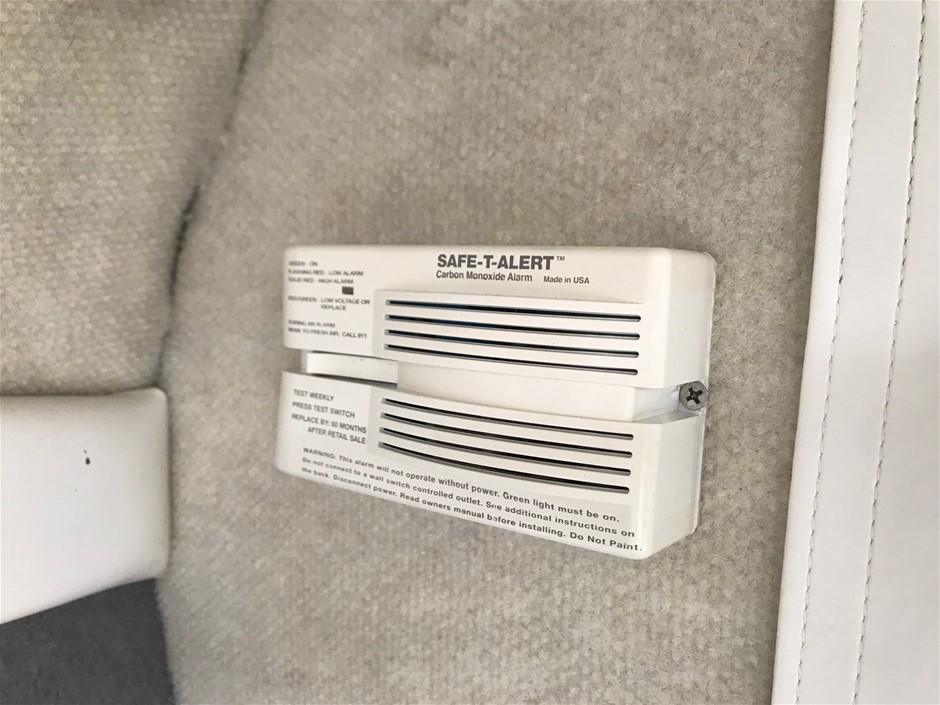 SAFE-T-ALERT™
Carbon Monoxide Alarm Made in USA
GREEN - ON
FLASHING RED - LOW ALARM
SOLID RED - HIGH ALARM
RED/GREEN - LOW VOLTAGE OR
REPLACE
DURING AN ALARM
MOVE TO FRESH AIR, CALL 911
TEST WEEKLY
PRESS TEST SWITCH
REPLACE BY: 60 MONTHS
AFTER RETAIL SALE
WARNING: This alarm will not operate without power. Green light must be on.
Do not connect to a wall switch controlled outlet. See additional instructions on
the back. Disconnect power. Read owners manual before installing. Do Not Paint.